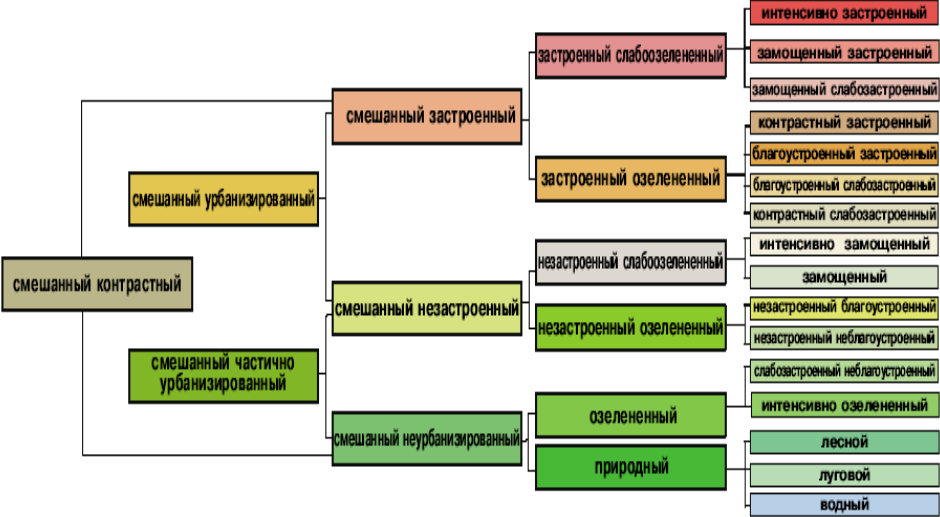 смешанный контрастный
смешанный урбанизированный
смешанный частично
урбанизированный
смешанный застроенный
смешанный незастроенный
смешанный неурбанизированный
застроенный слабоозелененный
застроенный озелененный
незастроенный слабоозелененный
незастроенный озелененный
озелененный
природный
интенсивно застроенный
замощенный застроенный
замощенный слабозастроенный
контрастный застроенный
благоустроенный застроенный
благоустроенный слабозастроенный
контрастный слабозастроенный
интенсивно замощенный
замощенный
незастроенный благоустроенный
незастроенный неблагоустроенный
слабозастроенный неблагоустроенный
интенсивно озелененный
лесной
луговой
водный